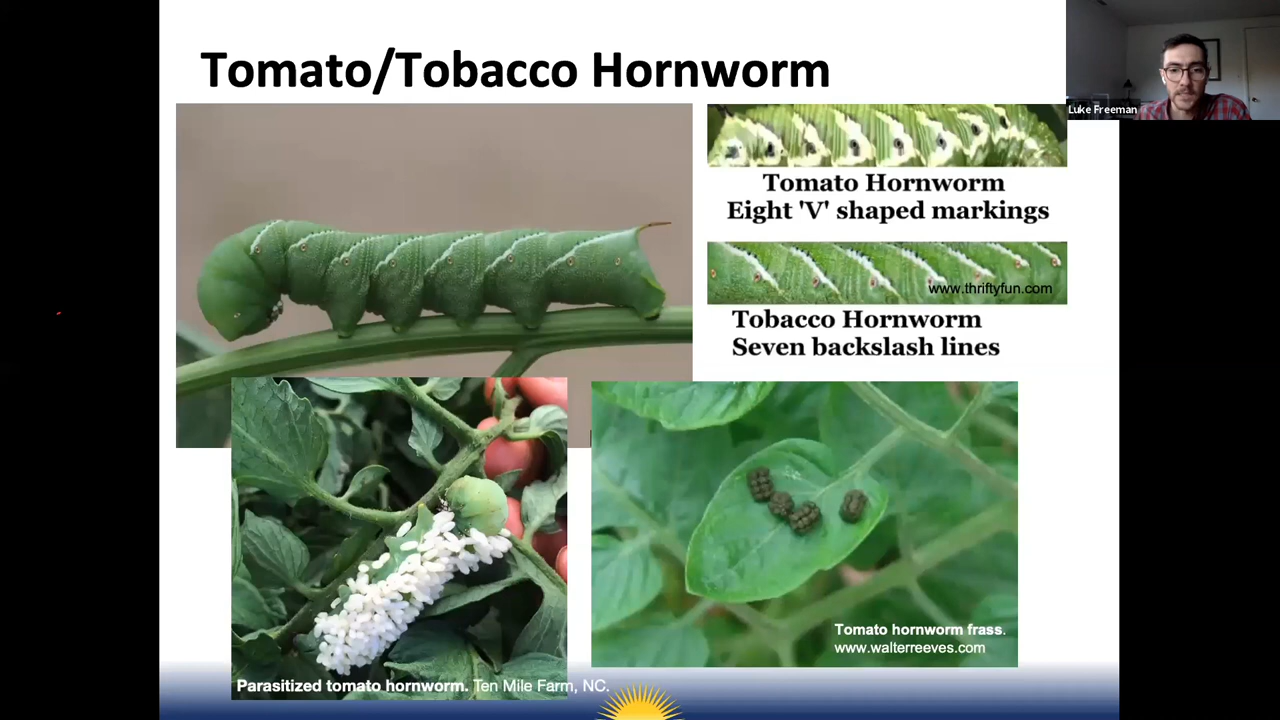 Tomato/Tobacco Hornworm
Luke Freeman
Tomato Hornworm
Eight 'V' shaped markings
www.thriftyfun.com
Tobacco Hornworm
Seven backslash lines
Tomato hornworm frass.
www.walterreeves.com
Parasitized tomato hornworm. Ten Mile Farm, NC.